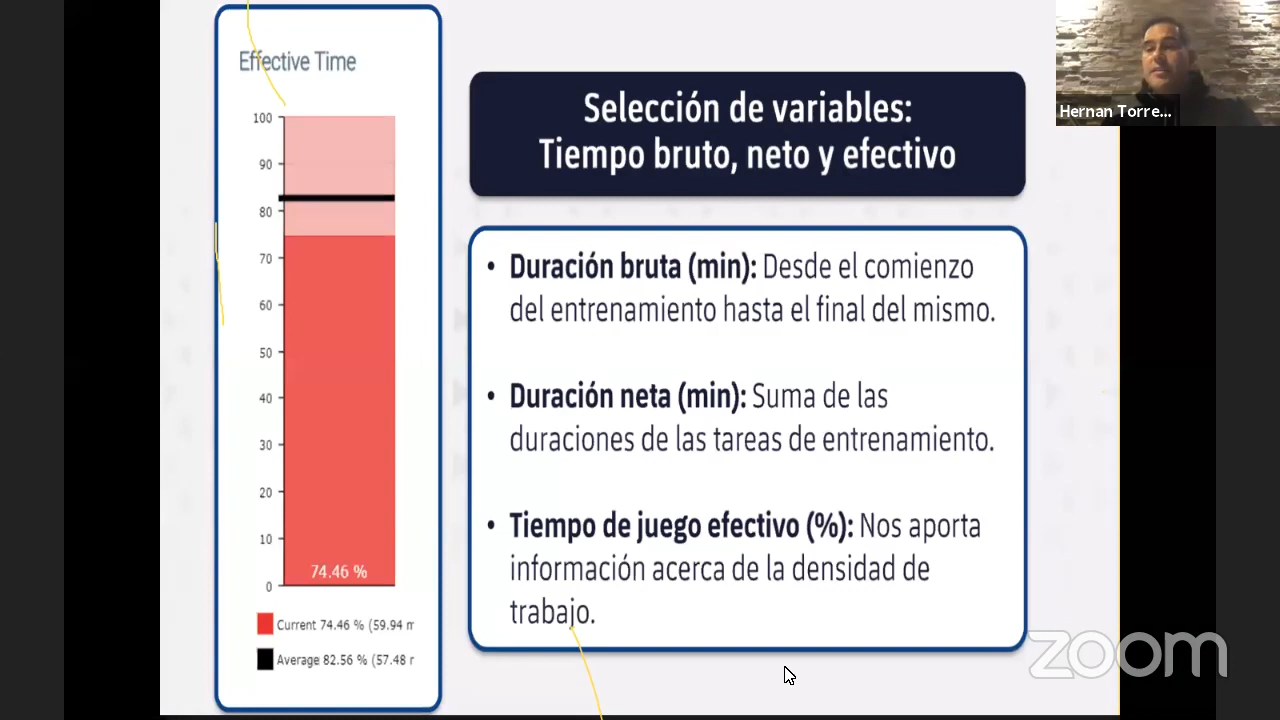 Effective Time
100
90
80
70
60
50
40
30
20
10
0
74.46 %
Current 74.46 % (59.94 m
Average 82.56 % (57.48 r
Selección de variables:
Tiempo bruto, neto y efectivo
• Duración bruta (min): Desde el comienzo
del entrenamiento hasta el final del mismo.
• Duración neta (min): Suma de las
duraciones de las tareas de entrenamiento.
• Tiempo de juego efectivo (%): Nos aporta
información acerca de la densidad de
trabajo.
Hernan Torre...
zoom